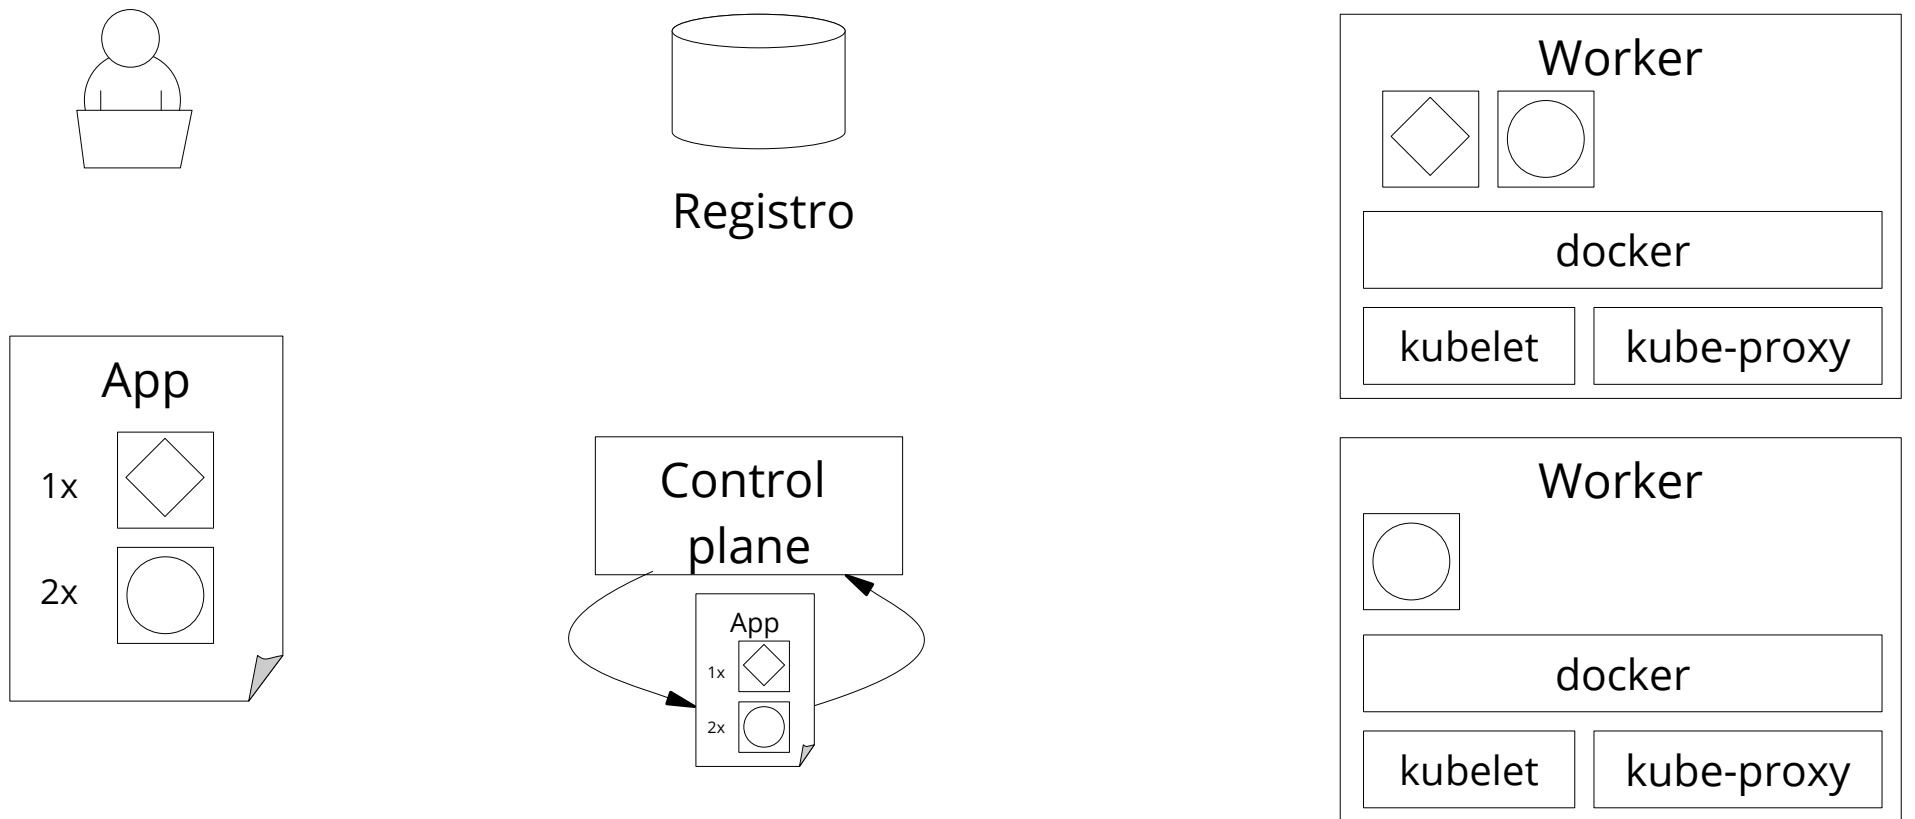 Registro
Worker
docker
kubelet
kube-proxy
App
1x
2x
Control
plane
App
1x
2x
Worker
docker
kubelet
kube-proxy